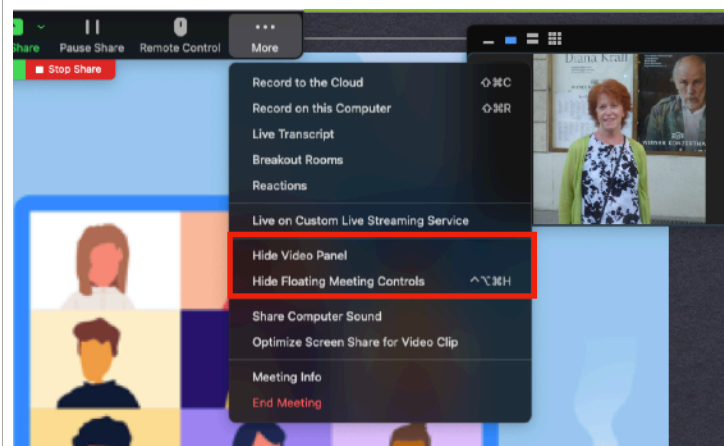 Share
Pause Share
Remote Control
More
Stop Share
Record to the Cloud ⇧⌘C
Record on this Computer ⇧⌘R
Live Transcript
Breakout Rooms
Reactions
Live on Custom Live Streaming Service
Hide Video Panel
Hide Floating Meeting Controls ^⌥⌘H
Share Computer Sound
Optimize Screen Share for Video Clip
Meeting Info
End Meeting
Diana Krall